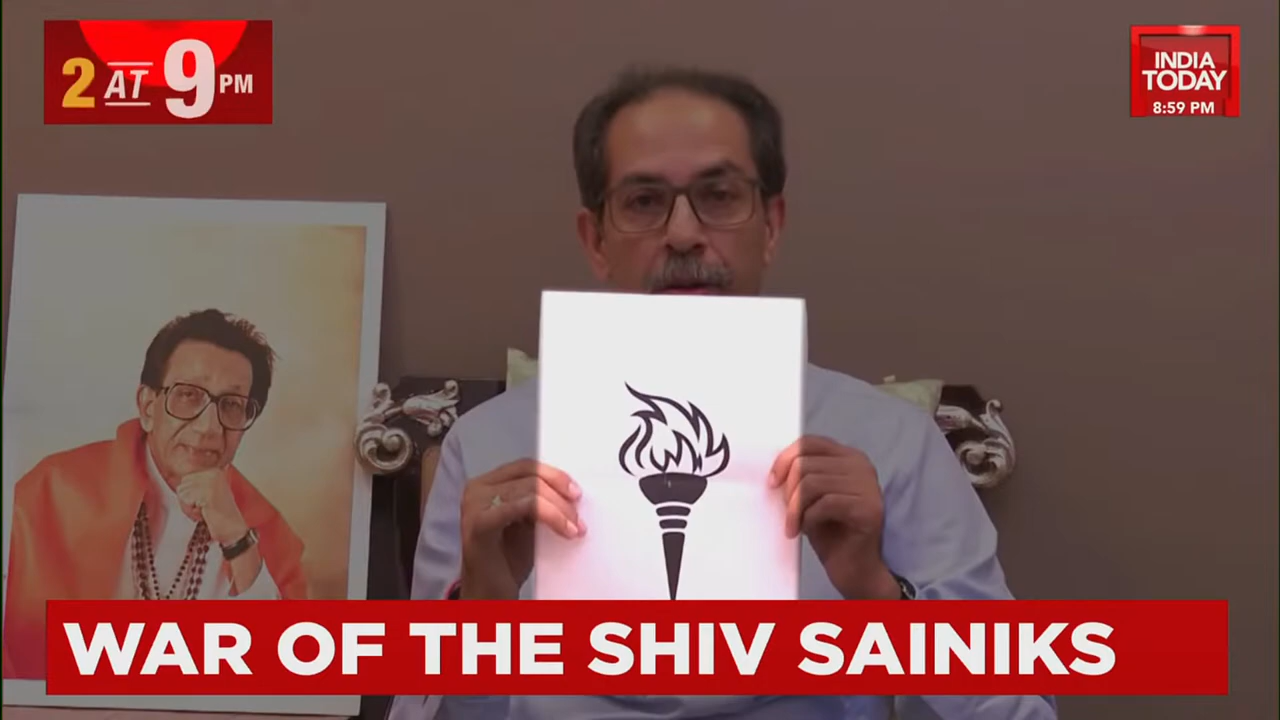 2 AT 9 PM
INDIA
TODAY
8:59 PM
WAR OF THE SHIV SAINIKS